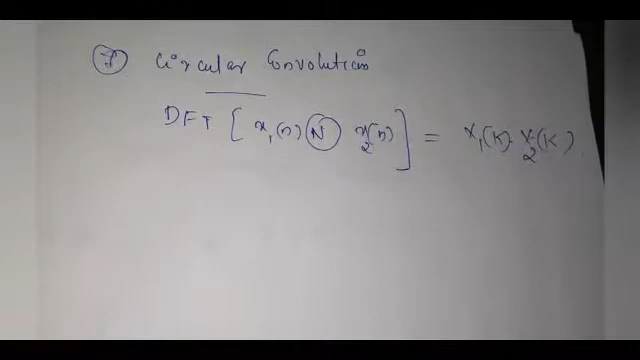 ⑦ Circular Convolution
DFT [ x₁(n) Ⓝ x₂(n) ] = X₁(K). X₂(K).